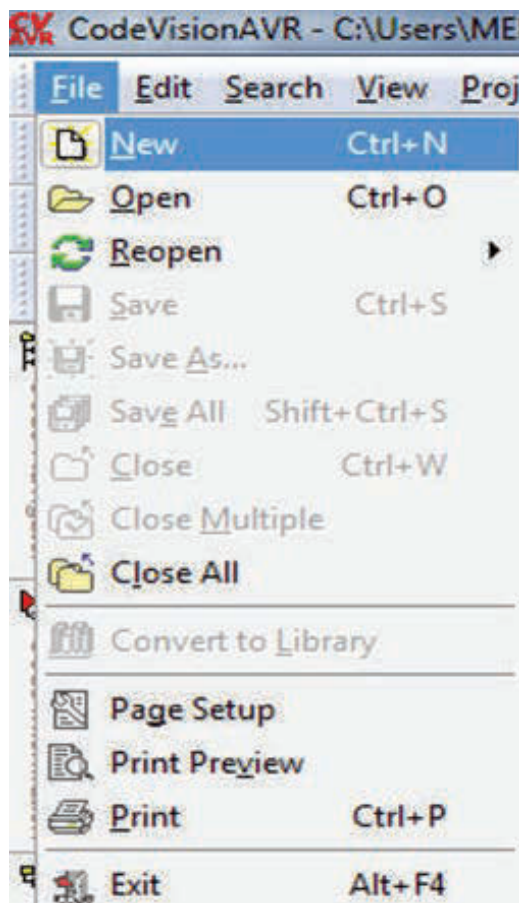 CodeVisionAVR - C:\Users\ME
File Edit Search View Proj
New Ctrl+N
Open Ctrl+O
Reopen
Save Ctrl+S
Save As...
Save All Shift+Ctrl+S
Close Ctrl+W
Close Multiple
Close All
Convert to Library
Page Setup
Print Preview
Print Ctrl+P
Exit Alt+F4